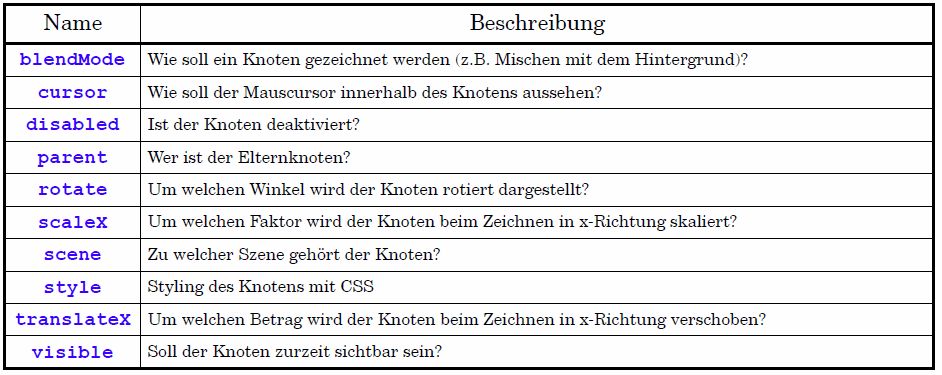 Name Beschreibung
blendMode Wie soll ein Knoten gezeichnet werden (z.B. Mischen mit dem Hintergrund)?
cursor Wie soll der Mauscursor innerhalb des Knotens aussehen?
disabled Ist der Knoten deaktiviert?
parent Wer ist der Elternknoten?
rotate Um welchen Winkel wird der Knoten rotiert dargestellt?
scaleX Um welchen Faktor wird der Knoten beim Zeichnen in x-Richtung skaliert?
scene Zu welcher Szene gehört der Knoten?
style Styling des Knotens mit CSS
translateX Um welchen Betrag wird der Knoten beim Zeichnen in x-Richtung verschoben?
visible Soll der Knoten zurzeit sichtbar sein?